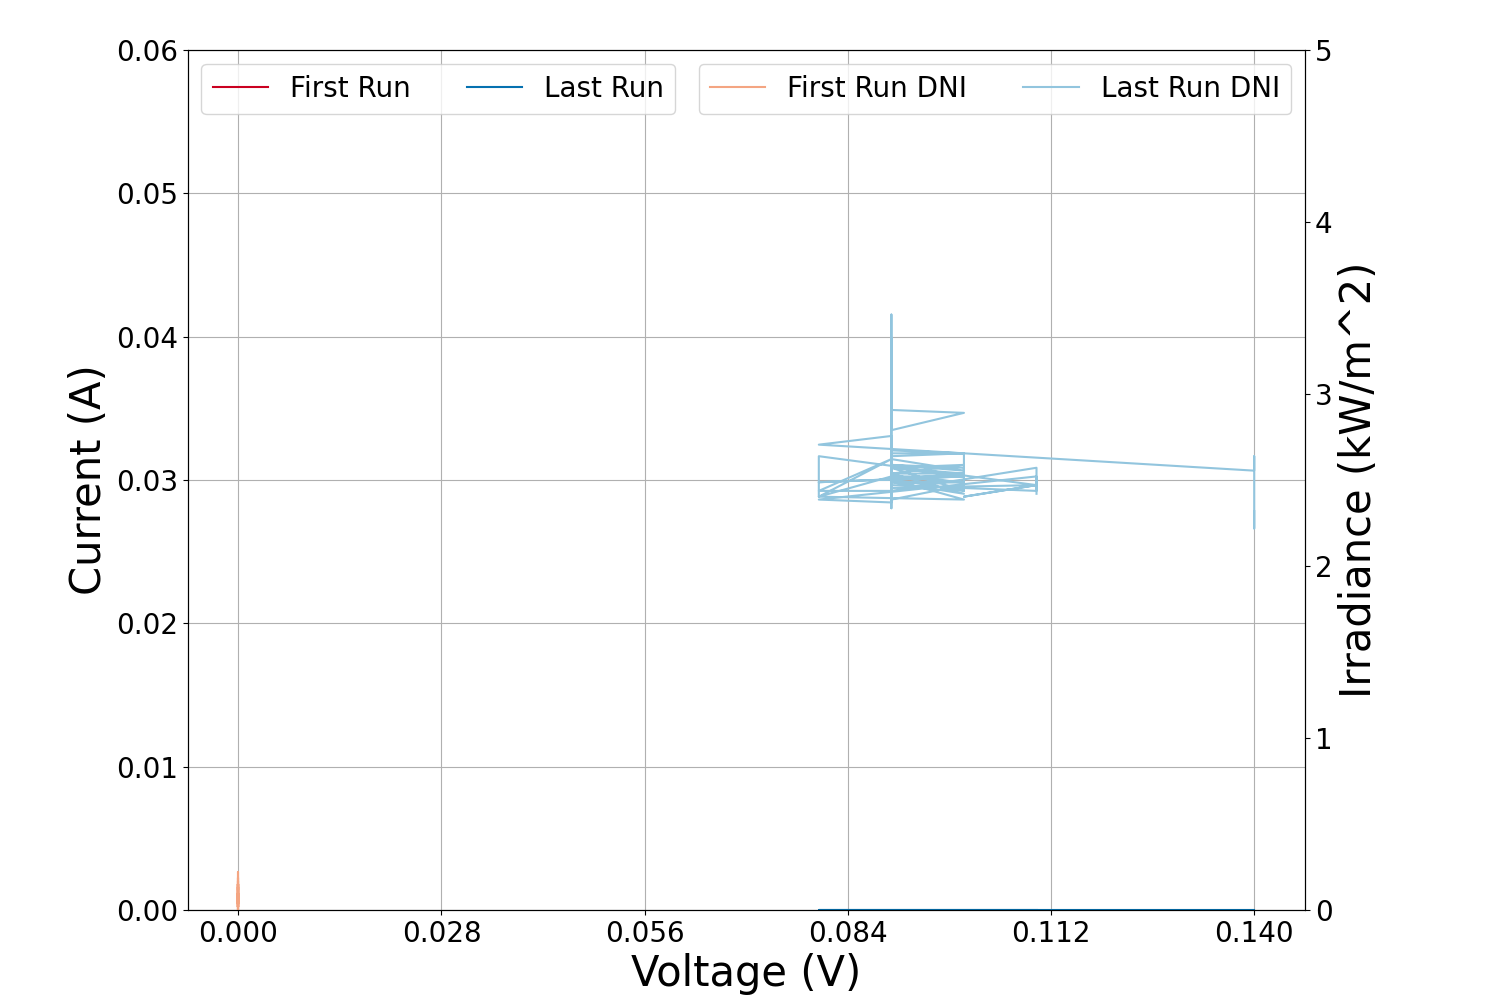 First Run
Last Run
First Run DNI
Last Run DNI
0.06
0.05
0.04
0.03
0.02
0.01
0.00
Current (A)
5
4
3
2
1
0
Irradiance (kW/m^2)
0.000
0.028
0.056
0.084
0.112
0.140
Voltage (V)